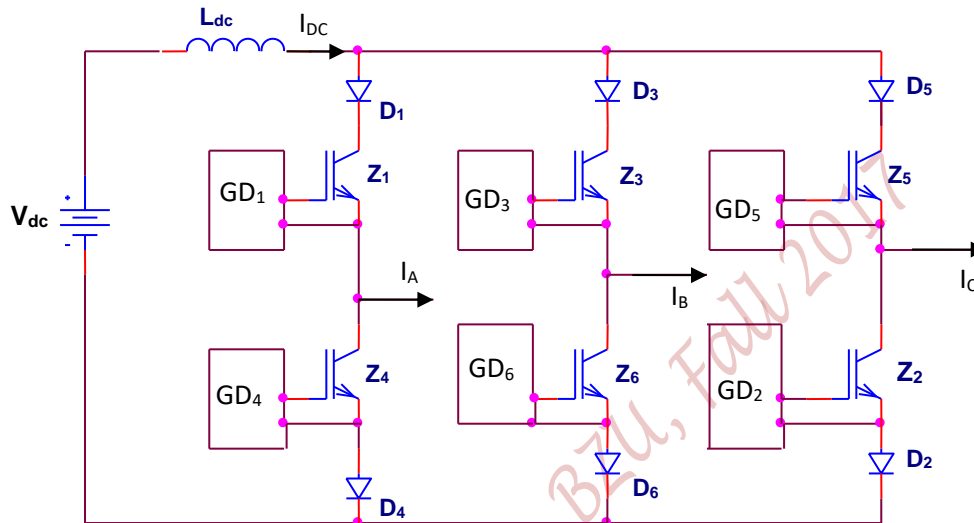 Ldc
IDC
D1
D3
D5
GD1
Z1
GD3
Z3
GD5
Z5
+
Vdc
-
IA
IB
IC
GD4
Z4
GD6
Z6
GD2
Z2
D4
D6
D2
BZU, Fall 2017